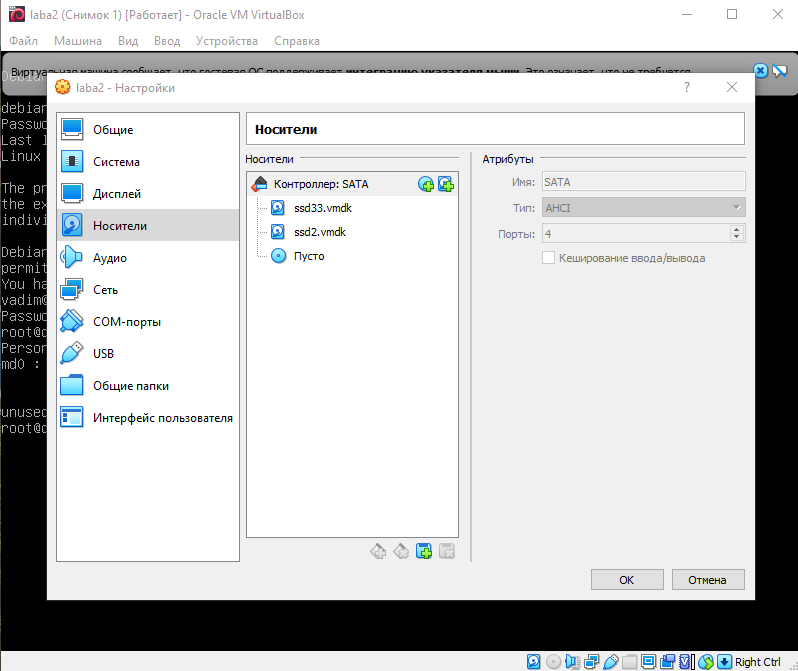 laba2 (Снимок 1) [Работает] - Oracle VM VirtualBox
Файл Машина Вид Ввод Устройства Справка
Виртуальная машина сообщает, что гостевая ОС поддерживает интеграцию указателя мыши. Это означает, что не требуется
laba2 - Настройки
debian
Passwo
Last l
Linux
The pr
the ex
indivi
Debian
permit
You ha
vadim@
Passwo
root@d
Person
md0 :
unused
root@d
Общие
Система
Дисплей
Носители
Аудио
Сеть
COM-порты
USB
Общие папки
Интерфейс пользователя
Носители
Носители
Контроллер: SATA
ssd33.vmdk
ssd2.vmdk
Пусто
Атрибуты
Имя: SATA
Тип: AHCI
Порты: 4
Кеширование ввода/вывода
OK Отмена
Right Ctrl